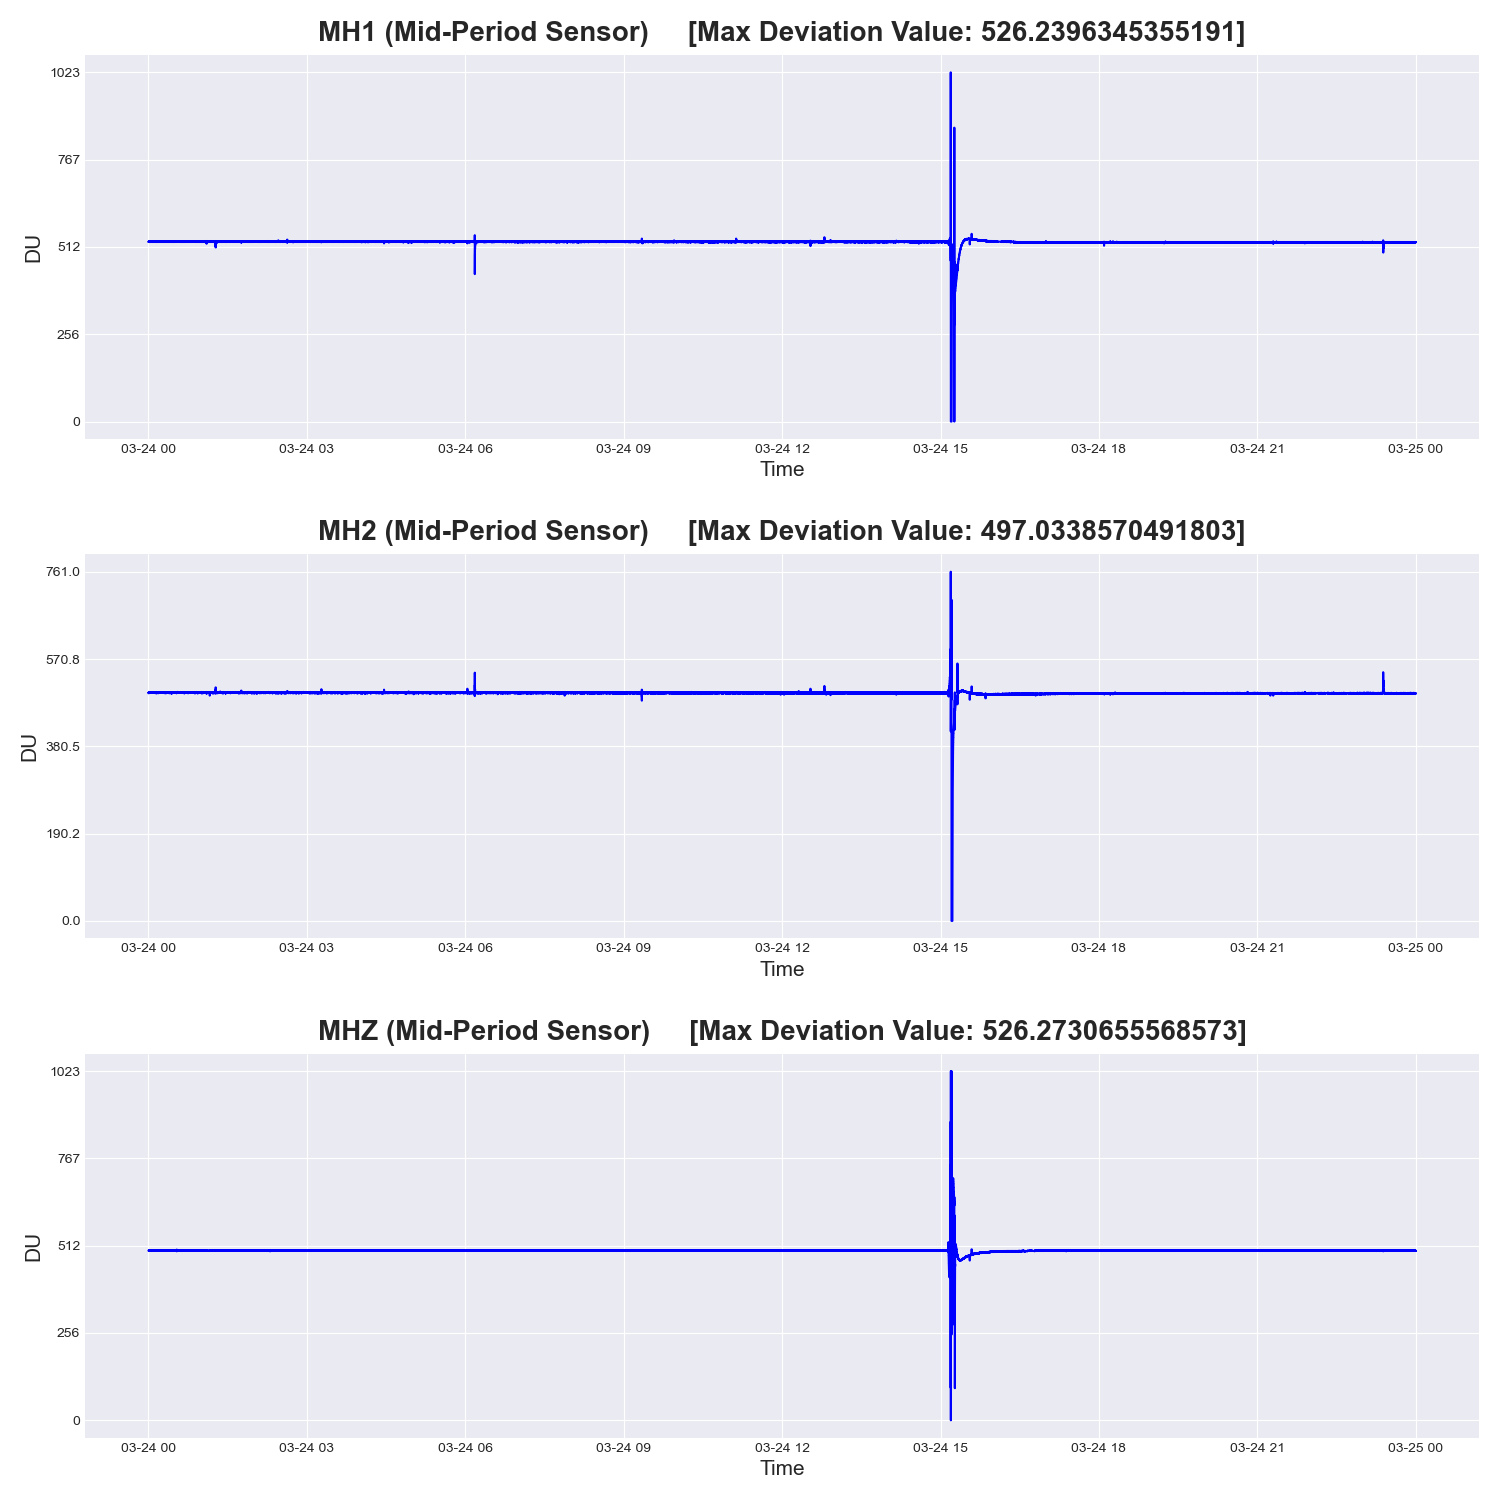 MH1 (Mid-Period Sensor) [Max Deviation Value: 526.2396345355191]
1023
767
512
256
0
DU
03-24 00 03-24 03 03-24 06 03-24 09 03-24 12 03-24 15 03-24 18 03-24 21 03-25 00
Time
MH2 (Mid-Period Sensor) [Max Deviation Value: 497.0338570491803]
761.0
570.8
380.5
190.2
0.0
DU
03-24 00 03-24 03 03-24 06 03-24 09 03-24 12 03-24 15 03-24 18 03-24 21 03-25 00
Time
MHZ (Mid-Period Sensor) [Max Deviation Value: 526.2730655568573]
1023
767
512
256
0
DU
03-24 00 03-24 03 03-24 06 03-24 09 03-24 12 03-24 15 03-24 18 03-24 21 03-25 00
Time